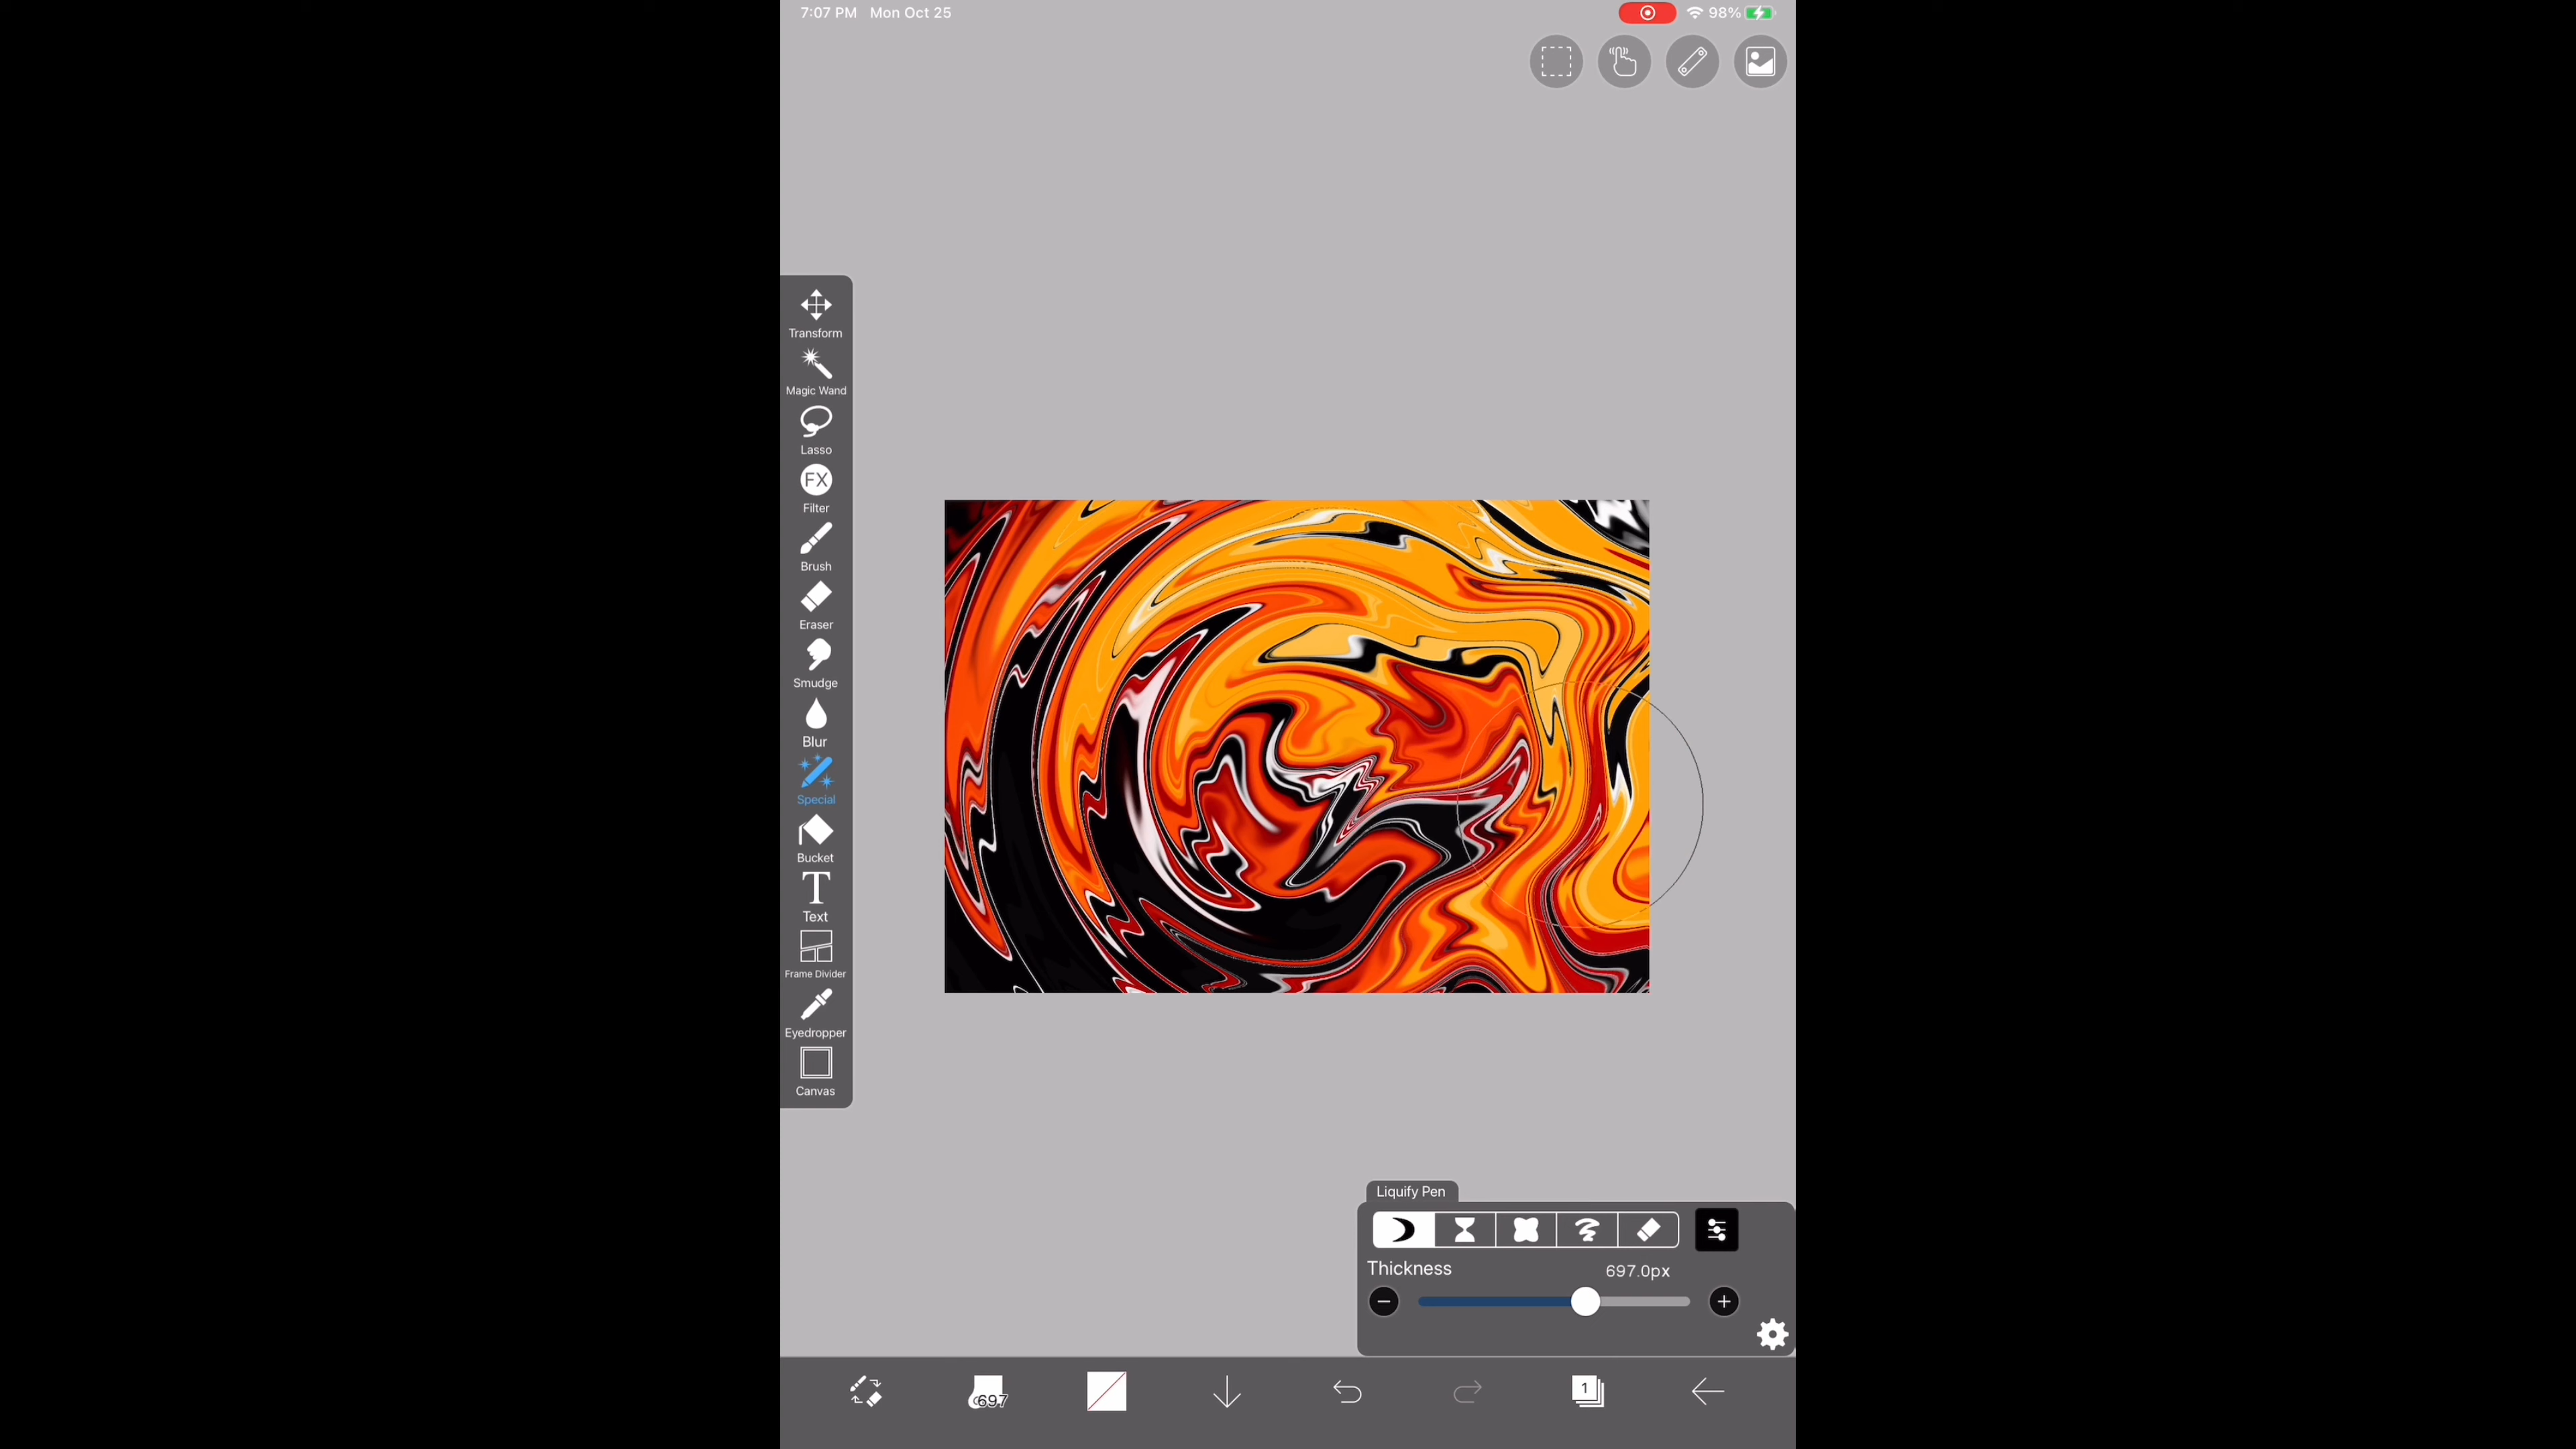 7:07 PM Mon Oct 25
98%
Transform
Magic Wand
Lasso
FX
Filter
Brush
Eraser
Smudge
Blur
Special
Bucket
T
Text
Frame Divider
Eyedropper
Canvas
Liquify Pen
Thickness 697.0px
697
1